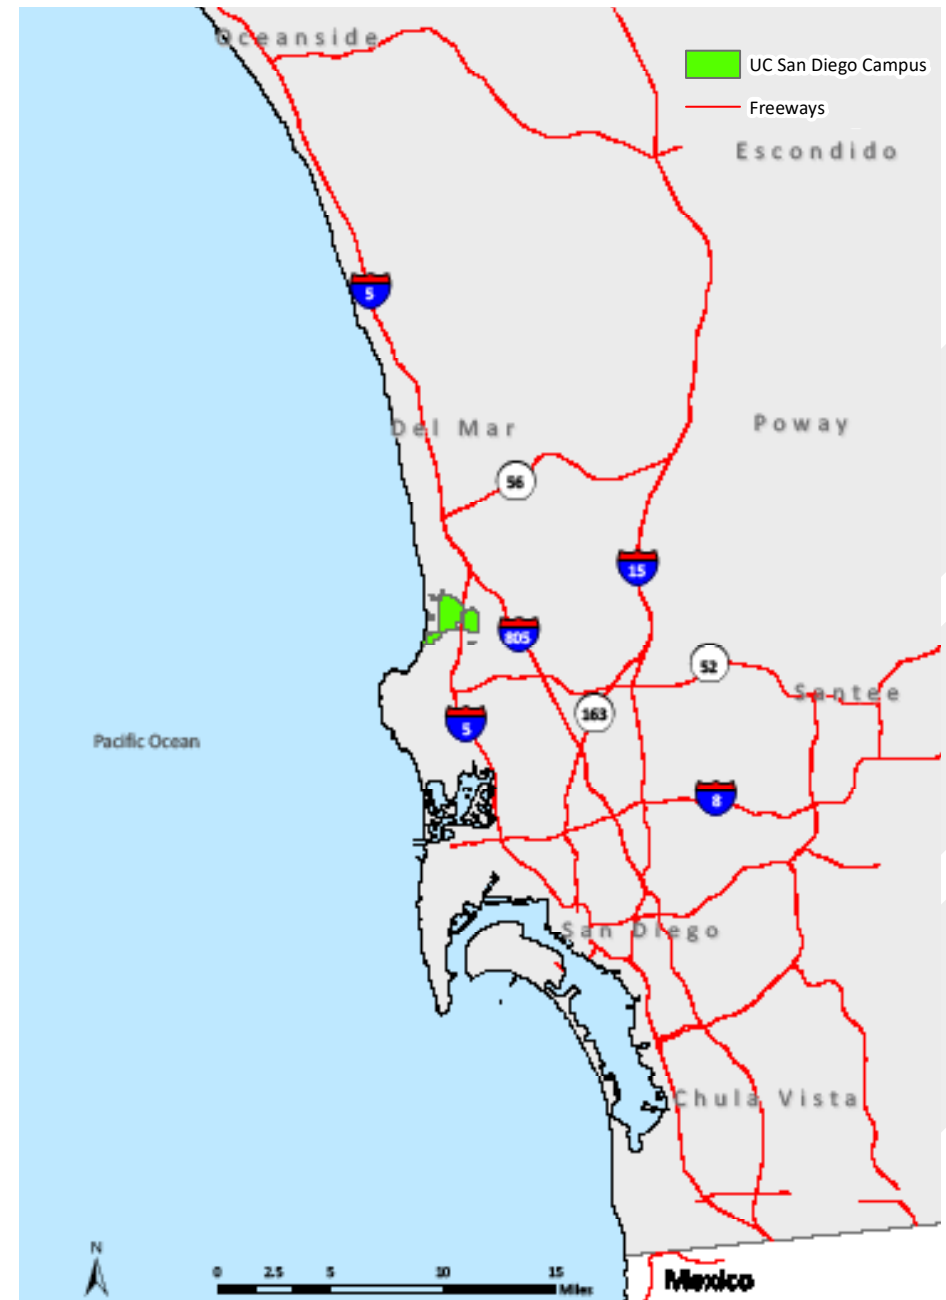 Oceanside
UC San Diego Campus
Freeways
Escondido
5
Del Mar
Poway
56
15
805
52
Santee
163
5
Pacific Ocean
8
San Diego
Chula Vista
N
0 2.5 5 10 15
Miles
Mexico